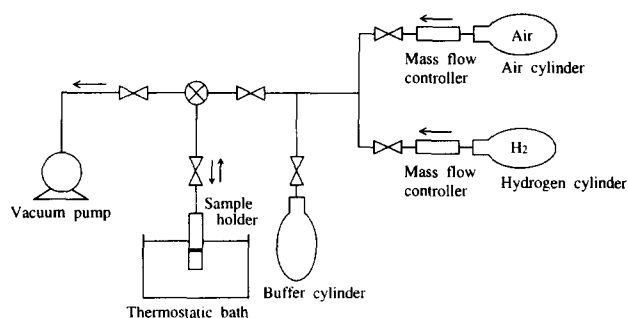 Air
Mass flow
controller
Air cylinder
H2
Mass flow
controller
Hydrogen cylinder
Vacuum pump
Sample
holder
Buffer cylinder
Thermostatic bath